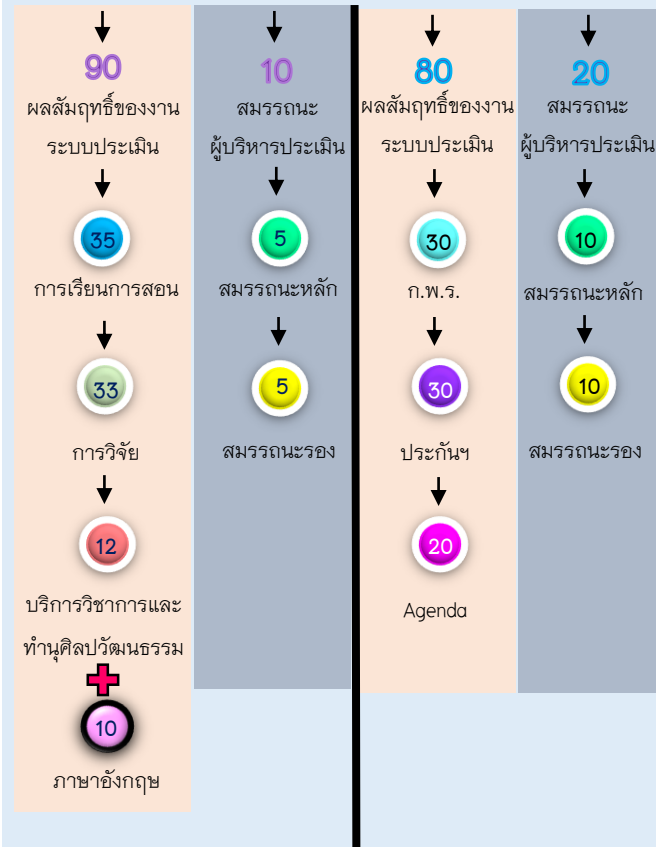 90
ผลสัมฤทธิ์ของงาน
ระบบประเมิน
35
การเรียนการสอน
33
การวิจัย
12
บริการวิชาการและ
ทำนุศิลปวัฒนธรรม
10
ภาษาอังกฤษ
10
สมรรถนะ
ผู้บริหารประเมิน
5
สมรรถนะหลัก
5
สมรรถนะรอง
80
ผลสัมฤทธิ์ของงาน
ระบบประเมิน
30
ก.พ.ร.
30
ประกันฯ
20
Agenda
20
สมรรถนะ
ผู้บริหารประเมิน
10
สมรรถนะหลัก
10
สมรรถนะรอง